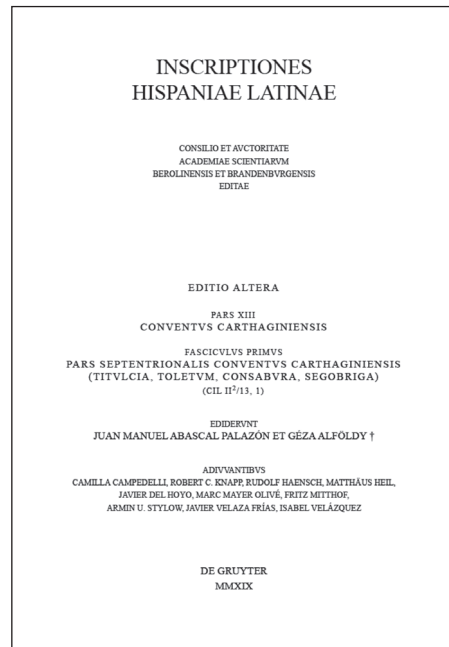 INSCRIPTIONES
HISPANIAE LATINAE
CONSILIO ET AVCTORITATE
ACADEMIAE SCIENTIARVM
BEROLINENSIS ET BRANDENBVRGENSIS
EDITAE
EDITIO ALTERA
PARS XIII
CONVENTVS CARTHAGINIENSIS
FASCICVLVS PRIMVS
PARS SEPTENTRIONALIS CONVENTVS CARTHAGINIENSIS
(TITVLCIA, TOLETVM, CONSABVRA, SEGOBRIGA)
(CIL II²/13, 1)
EDIDERVNT
JUAN MANUEL ABASCAL PALAZÓN ET GÉZA ALFÖLDY †
ADIVVANTIBVS
CAMILLA CAMPEDELLI, ROBERT C. KNAPP, RUDOLF HAENSCH, MATTHÄUS HEIL,
JAVIER DEL HOYO, MARC MAYER OLIVÉ, FRITZ MITTHOF,
ARMIN U. STYLOW, JAVIER VELAZA FRÍAS, ISABEL VELÁZQUEZ
DE GRUYTER
MMXIX